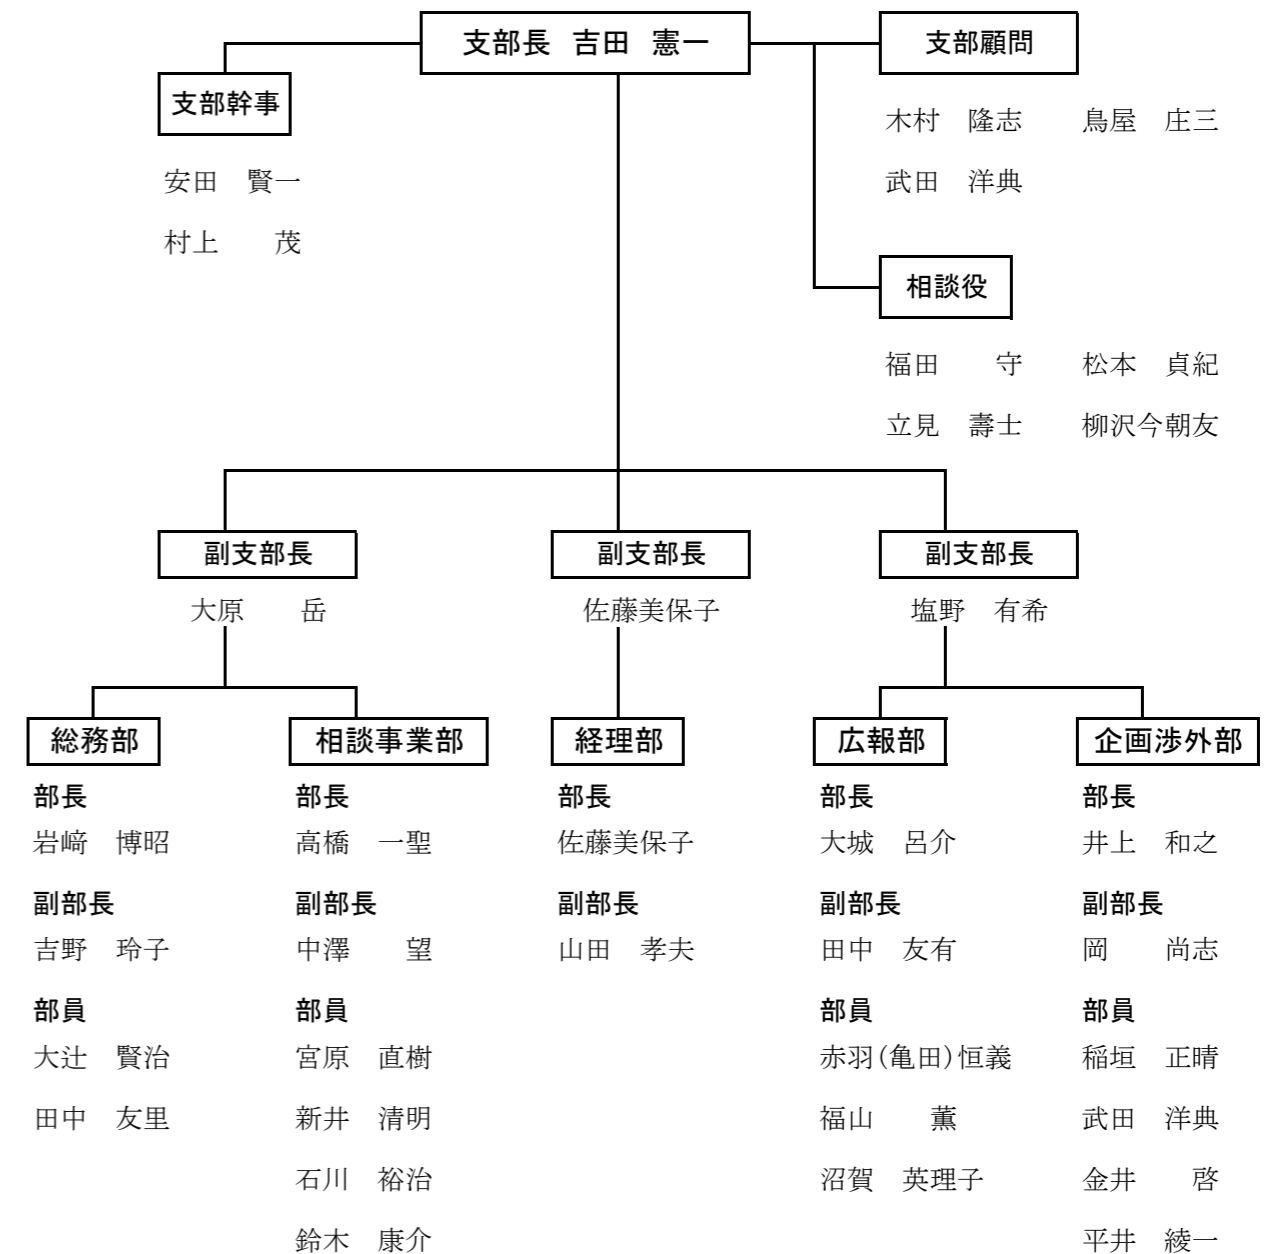 支部長　吉田　憲一
支部顧問
支部幹事
木村　隆志　　鳥屋　庄三
安田　賢一
武田　洋典
村上　　茂
相談役
福田　　守　　松本　貞紀
立見　壽士　　柳沢今朝友
副支部長　副支部長　副支部長
大原　　岳　佐藤美保子　塩野　有希
総務部　相談事業部　経理部　広報部　企画渉外部
部長　部長　部長　部長　部長
岩﨑　博昭　高橋　一聖　佐藤美保子　大城　呂介　井上　和之
副部長　副部長　副部長　副部長　副部長
吉野　玲子　中澤　　望　山田　孝夫　田中　友有　岡　　尚志
部員　部員　部員　部員
大辻　賢治　宮原　直樹　赤羽(亀田)恒義　稲垣　正晴
田中　友里　新井　清明　福山　　薫　武田　洋典
石川　裕治　沼賀　英理子　金井　　啓
鈴木　康介　平井　綾一